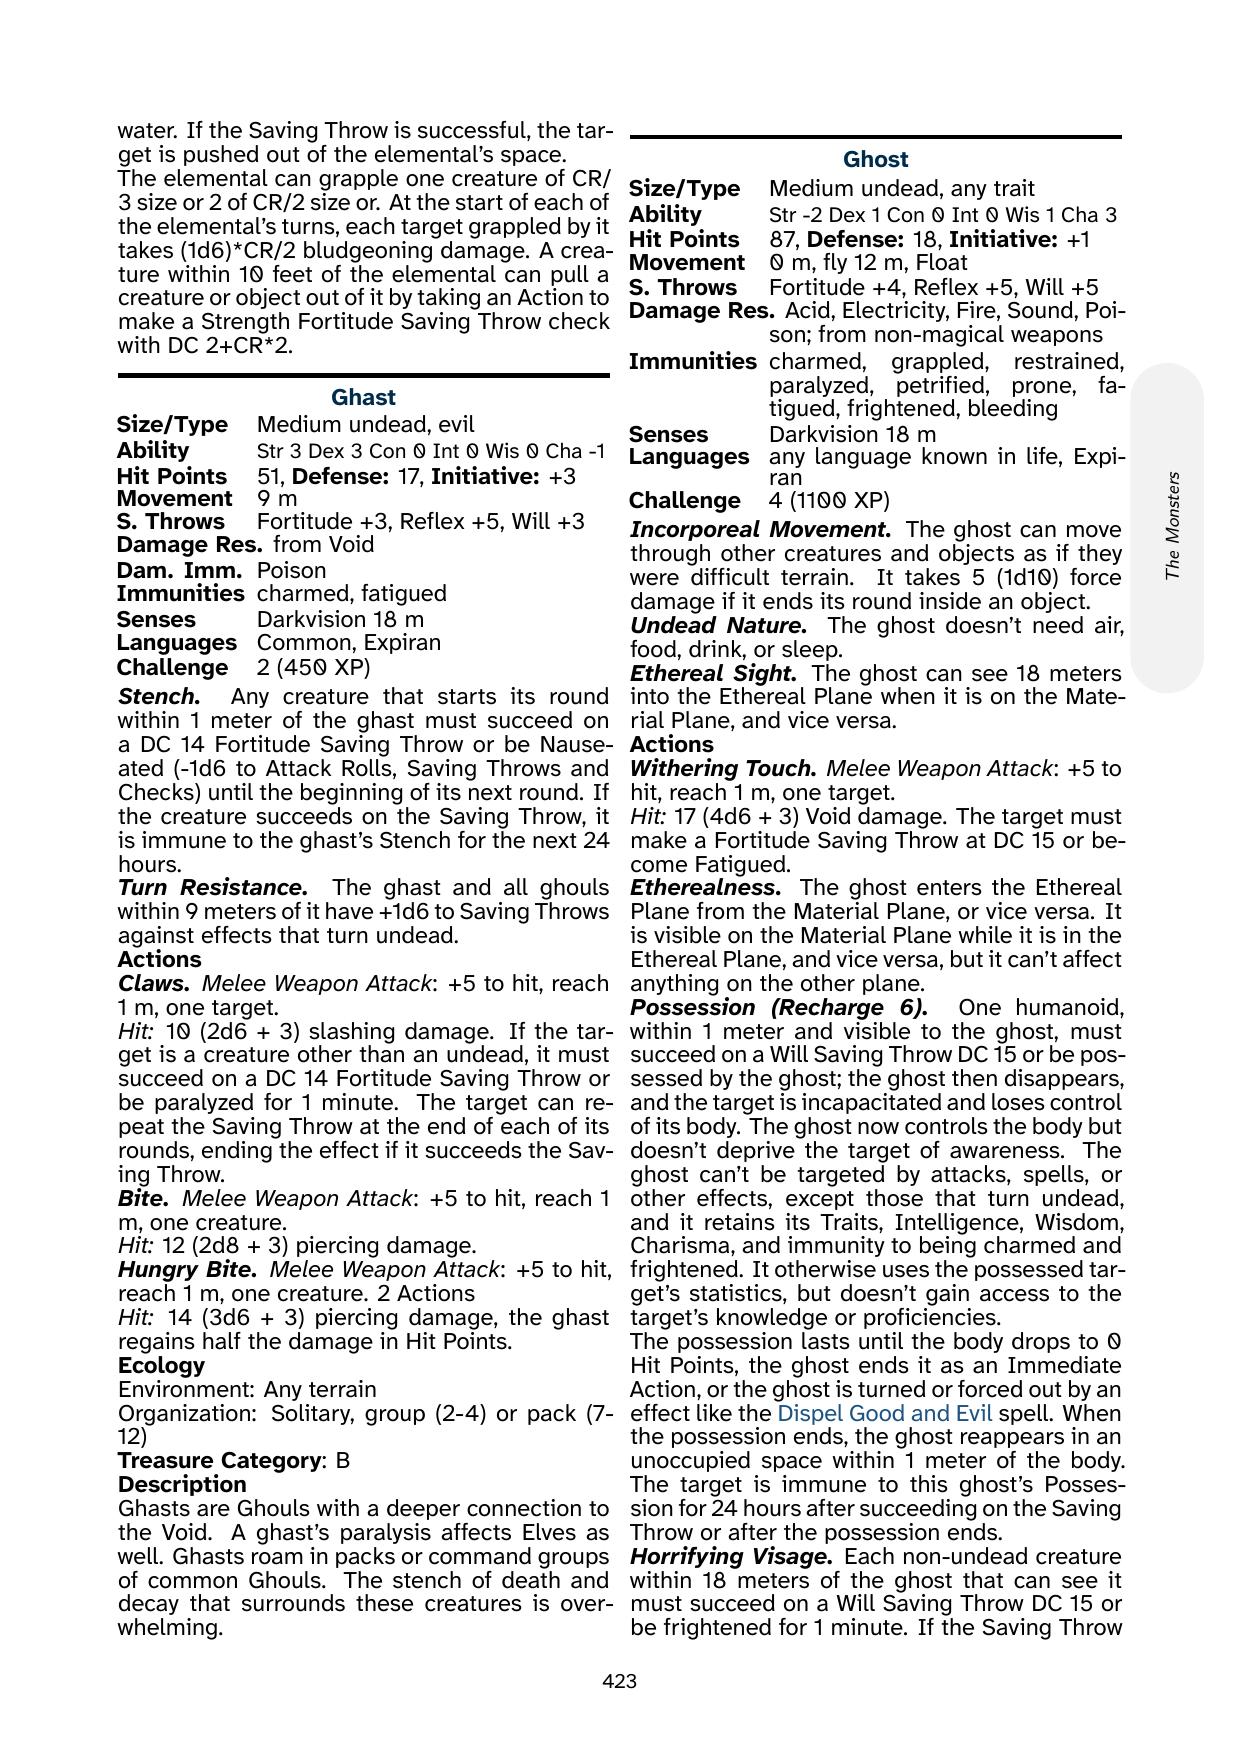 water. If the Saving Throw is successful, the tar-
get is pushed out of the elemental's space.
The elemental can grapple one creature of CR/
3 size or 2 of CR/2 size or. At the start of each of
the elemental's turns, each target grappled by it
takes (1d6)*CR/2 bludgeoning damage. A crea-
ture within 10 feet of the elemental can pull a
creature or object out of it by taking an Action to
make a Strength Fortitude Saving Throw check
with DC 2+CR*2.
Ghast
Size/Type Medium undead, evil
Ability Str 3 Dex 3 Con 0 Int 0 Wis 0 Cha -1
Hit Points 51, Defense: 17, Initiative: +3
Movement 9 m
S. Throws Fortitude +3, Reflex +5, Will +3
Damage Res. from Void
Dam. Imm. Poison
Immunities charmed, fatigued
Senses Darkvision 18 m
Languages Common, Expiran
Challenge 2 (450 XP)
Stench. Any creature that starts its round
within 1 meter of the ghast must succeed on
a DC 14 Fortitude Saving Throw or be Nause-
ated (-1d6 to Attack Rolls, Saving Throws and
Checks) until the beginning of its next round. If
the creature succeeds on the Saving Throw, it
is immune to the ghast's Stench for the next 24
hours.
Turn Resistance. The ghast and all ghouls
within 9 meters of it have +1d6 to Saving Throws
against effects that turn undead.
Actions
Claws. Melee Weapon Attack: +5 to hit, reach
1 m, one target.
Hit: 10 (2d6 + 3) slashing damage. If the tar-
get is a creature other than an undead, it must
succeed on a DC 14 Fortitude Saving Throw or
be paralyzed for 1 minute. The target can re-
peat the Saving Throw at the end of each of its
rounds, ending the effect if it succeeds the Sav-
ing Throw.
Bite. Melee Weapon Attack: +5 to hit, reach 1
m, one creature.
Hit: 12 (2d8 + 3) piercing damage.
Hungry Bite. Melee Weapon Attack: +5 to hit,
reach 1 m, one creature. 2 Actions
Hit: 14 (3d6 + 3) piercing damage, the ghast
regains half the damage in Hit Points.
Ecology
Environment: Any terrain
Organization: Solitary, group (2-4) or pack (7-
12)
Treasure Category: B
Description
Ghasts are Ghouls with a deeper connection to
the Void. A ghast's paralysis affects Elves as
well. Ghasts roam in packs or command groups
of common Ghouls. The stench of death and
decay that surrounds these creatures is over-
whelming.
Ghost
Size/Type Medium undead, any trait
Ability Str -2 Dex 1 Con 0 Int 0 Wis 1 Cha 3
Hit Points 87, Defense: 18, Initiative: +1
Movement 0 m, fly 12 m, Float
S. Throws Fortitude +4, Reflex +5, Will +5
Damage Res. Acid, Electricity, Fire, Sound, Poi-
son; from non-magical weapons
Immunities charmed, grappled, restrained,
paralyzed, petrified, prone, fa-
tigued, frightened, bleeding
Senses Darkvision 18 m
Languages any language known in life, Expi-
ran
Challenge 4 (1100 XP)
Incorporeal Movement. The ghost can move
through other creatures and objects as if they
were difficult terrain. It takes 5 (1d10) force
damage if it ends its round inside an object.
Undead Nature. The ghost doesn't need air,
food, drink, or sleep.
Ethereal Sight. The ghost can see 18 meters
into the Ethereal Plane when it is on the Mate-
rial Plane, and vice versa.
Actions
Withering Touch. Melee Weapon Attack: +5 to
hit, reach 1 m, one target.
Hit: 17 (4d6 + 3) Void damage. The target must
make a Fortitude Saving Throw at DC 15 or be-
come Fatigued.
Etherealness. The ghost enters the Ethereal
Plane from the Material Plane, or vice versa. It
is visible on the Material Plane while it is in the
Ethereal Plane, and vice versa, but it can't affect
anything on the other plane.
Possession (Recharge 6). One humanoid,
within 1 meter and visible to the ghost, must
succeed on a Will Saving Throw DC 15 or be pos-
sessed by the ghost; the ghost then disappears,
and the target is incapacitated and loses control
of its body. The ghost now controls the body but
doesn't deprive the target of awareness. The
ghost can't be targeted by attacks, spells, or
other effects, except those that turn undead,
and it retains its Traits, Intelligence, Wisdom,
Charisma, and immunity to being charmed and
frightened. It otherwise uses the possessed tar-
get's statistics, but doesn't gain access to the
target's knowledge or proficiencies.
The possession lasts until the body drops to 0
Hit Points, the ghost ends it as an Immediate
Action, or the ghost is turned or forced out by an
effect like the Dispel Good and Evil spell. When
the possession ends, the ghost reappears in an
unoccupied space within 1 meter of the body.
The target is immune to this ghost's Posses-
sion for 24 hours after succeeding on the Saving
Throw or after the possession ends.
Horrifying Visage. Each non-undead creature
within 18 meters of the ghost that can see it
must succeed on a Will Saving Throw DC 15 or
be frightened for 1 minute. If the Saving Throw
The Monsters
423